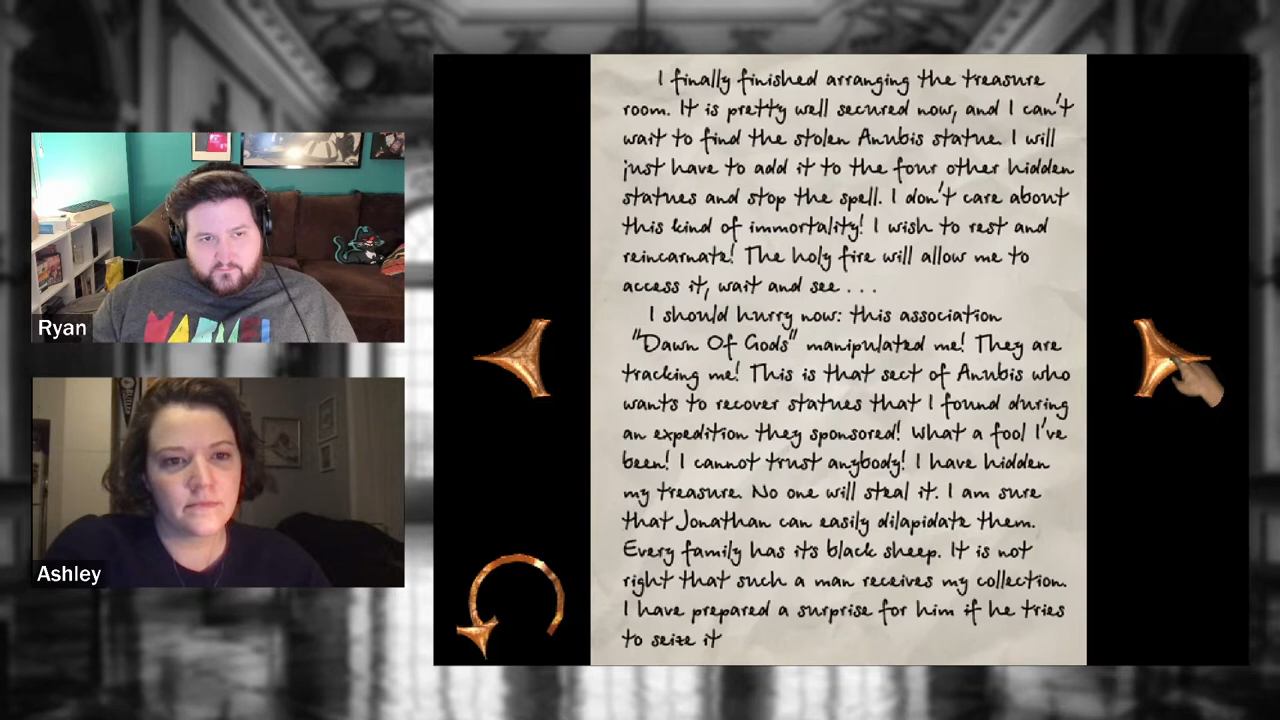 I finally finished arranging the treasure
room. It is pretty well secured now, and I can't
wait to find the stolen Anubis statue. I will
just have to add it to the four other hidden
statues and stop the spell. I don't care about
this kind of immortality! I wish to rest and
reincarnate! The holy fire will allow me to
access it, wait and see . . .
I should hurry now: this association
"Dawn Of Gods" manipulated me! They are
tracking me! This is that sect of Anubis who
wants to recover statues that I found during
an expedition they sponsored! What a fool I've
been! I cannot trust anybody! I have hidden
my treasure. No one will steal it. I am sure
that Jonathan can easily dilapidate them.
Every family has its black sheep. It is not
right that such a man receives my collection.
I have prepared a surprise for him if he tries
to seize it
Ryan
Ashley